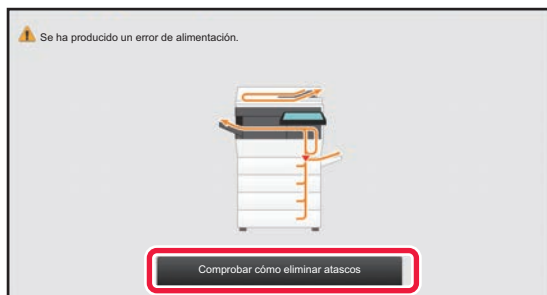 Se ha producido un error de alimentación.
Comprobar cómo eliminar atascos